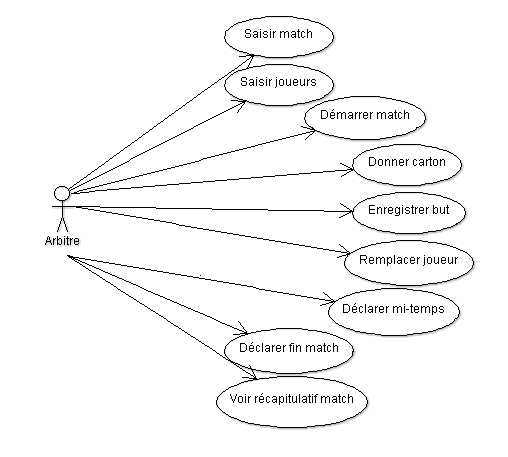 Saisir match
Saisir joueurs
Démarrer match
Donner carton
Enregistrer but
Arbitre
Remplacer joueur
Déclarer mi-temps
Déclarer fin match
Voir récapitulatif match